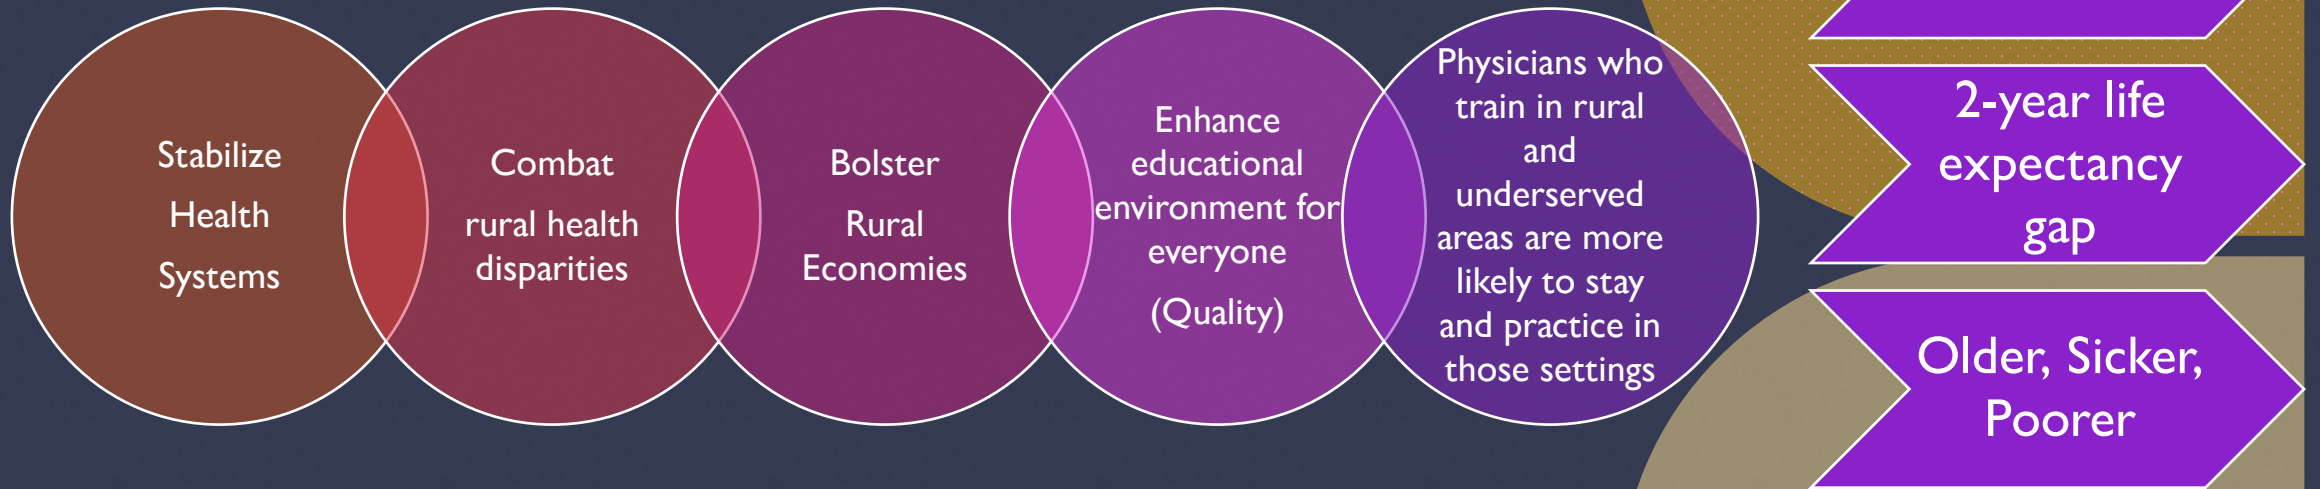 Stabilize
Health
Systems
Combat
rural health
disparities
Bolster
Rural
Economies
Enhance
educational
environment for
everyone
(Quality)
Physicians who
train in rural
and
underserved
areas are more
likely to stay
and practice in
those settings
2-year life
expectancy
gap
Older, Sicker,
Poorer